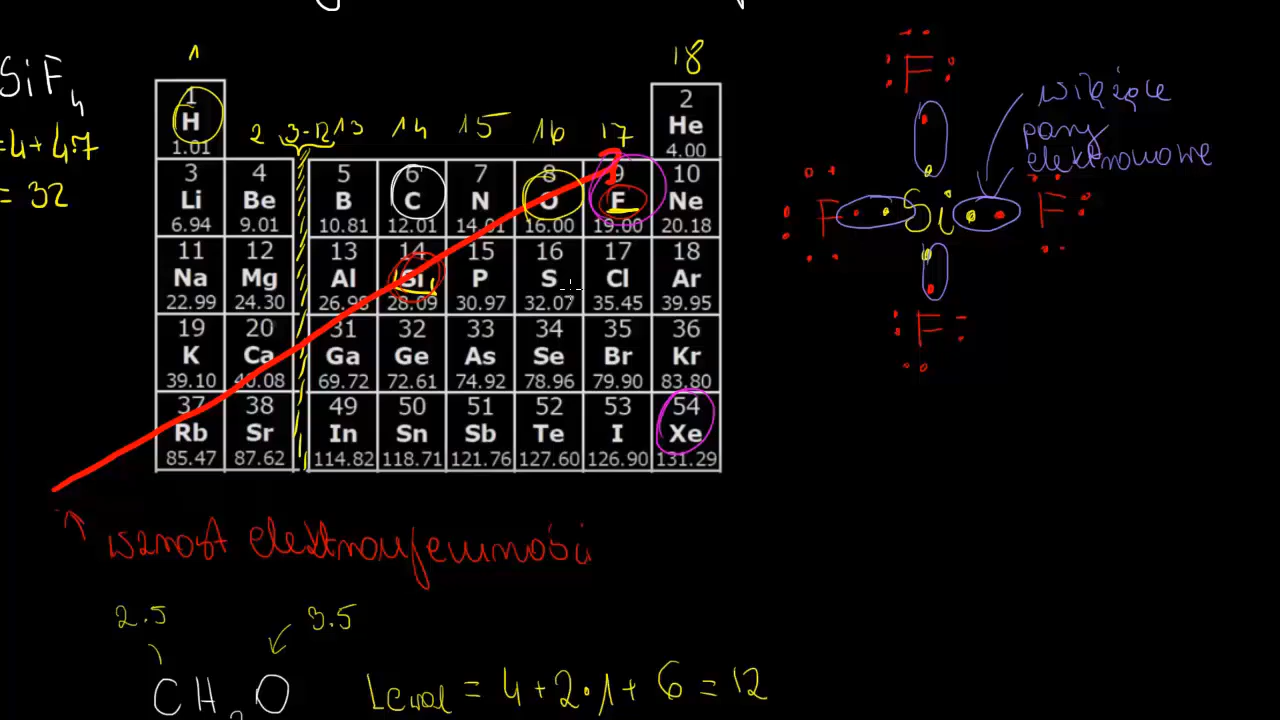 SiF4
=4+4.7
=32
1
18
2 3-12 13 14 15 16 17
1 2
H He
1.01 4.00
3 4 5 6 7 8 9 10
Li Be B C N O F Ne
6.94 9.01 10.81 12.01 14.01 16.00 19.00 20.18
11 12 13 14 15 16 17 18
Na Mg Al Si P S Cl Ar
22.99 24.30 26.98 28.09 30.97 32.07 35.45 39.95
19 20 31 32 33 34 35 36
K Ca Ga Ge As Se Br Kr
39.10 40.08 69.72 72.61 74.92 78.96 79.90 83.80
37 38 49 50 51 52 53 54
Rb Sr In Sn Sb Te I Xe
85.47 87.62 114.82 118.71 121.76 127.60 126.90 131.29
F
F Si F
F
wiążące
pary
elektronowe
wzrost elektroujemności
2.5 3.5
CH2O
Lewal = 4+2·1+6=12